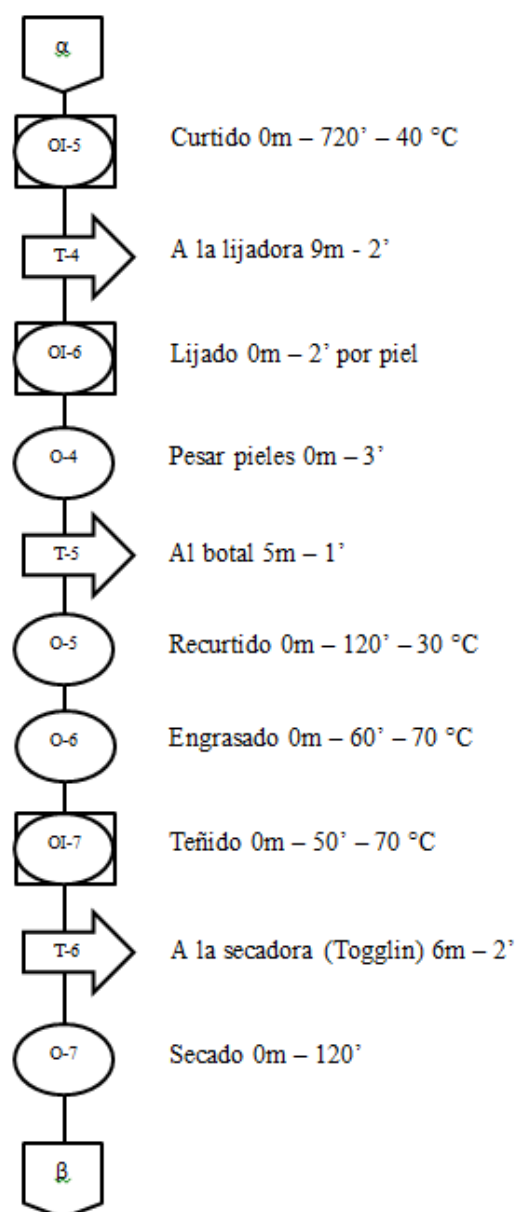 α
OI-5 Curtido 0m – 720’ – 40 °C
T-4 A la lijadora 9m - 2’
OI-6 Lijado 0m – 2’ por piel
O-4 Pesar pieles 0m – 3’
T-5 Al botal 5m – 1’
O-5 Recurtido 0m – 120’ – 30 °C
O-6 Engrasado 0m – 60’ – 70 °C
OI-7 Teñido 0m – 50’ – 70 °C
T-6 A la secadora (Togglin) 6m – 2’
O-7 Secado 0m – 120’
β